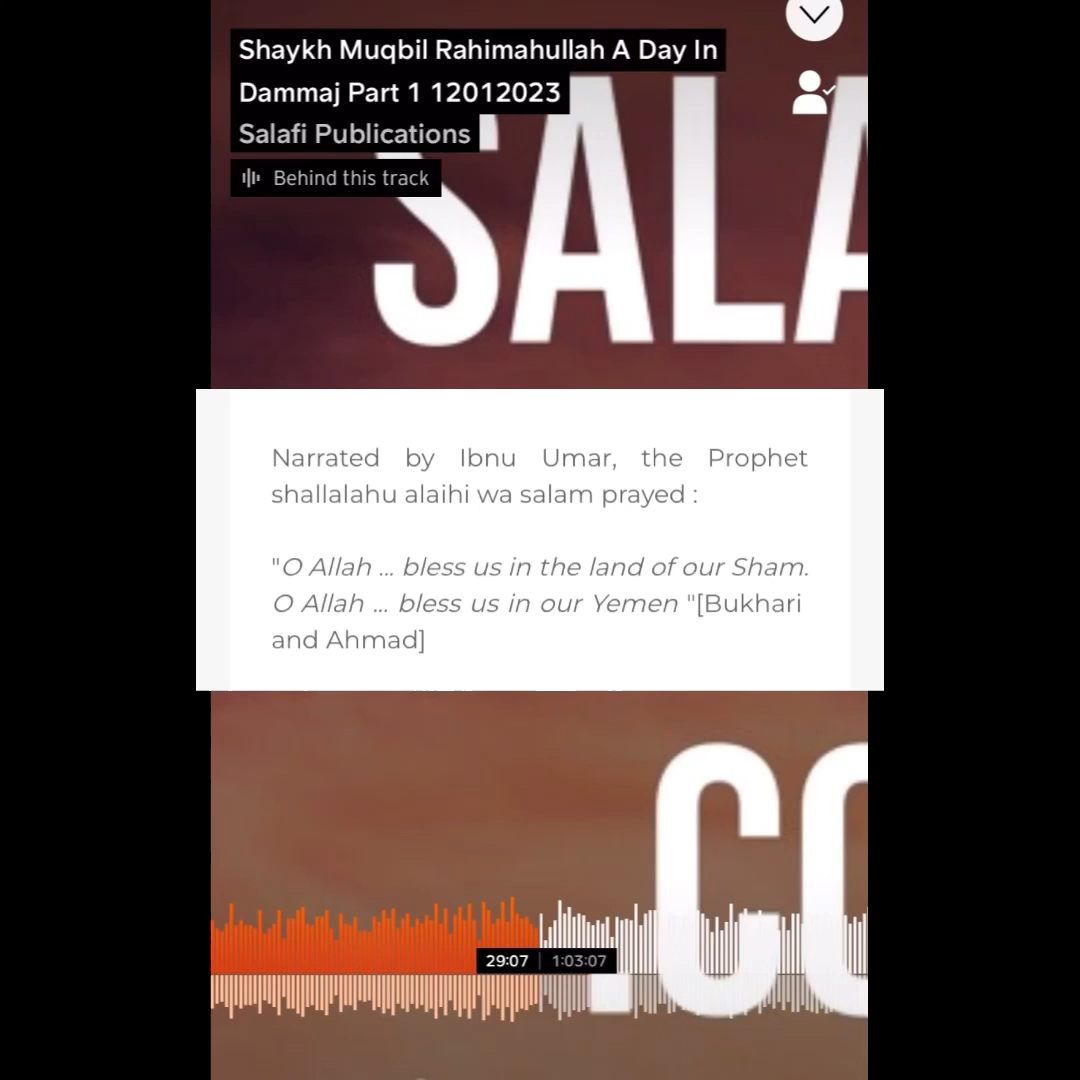 Shaykh Muqbil Rahimahullah A Day In
Dammaj Part 1 12012023
Salafi Publications
Behind this track
SALA
Narrated by Ibnu Umar, the Prophet
shallalahu alaihi wa salam prayed :
"O Allah ... bless us in the land of our Sham.
O Allah ... bless us in our Yemen "[Bukhari
and Ahmad]
.CO
29:07 | 1:03:07